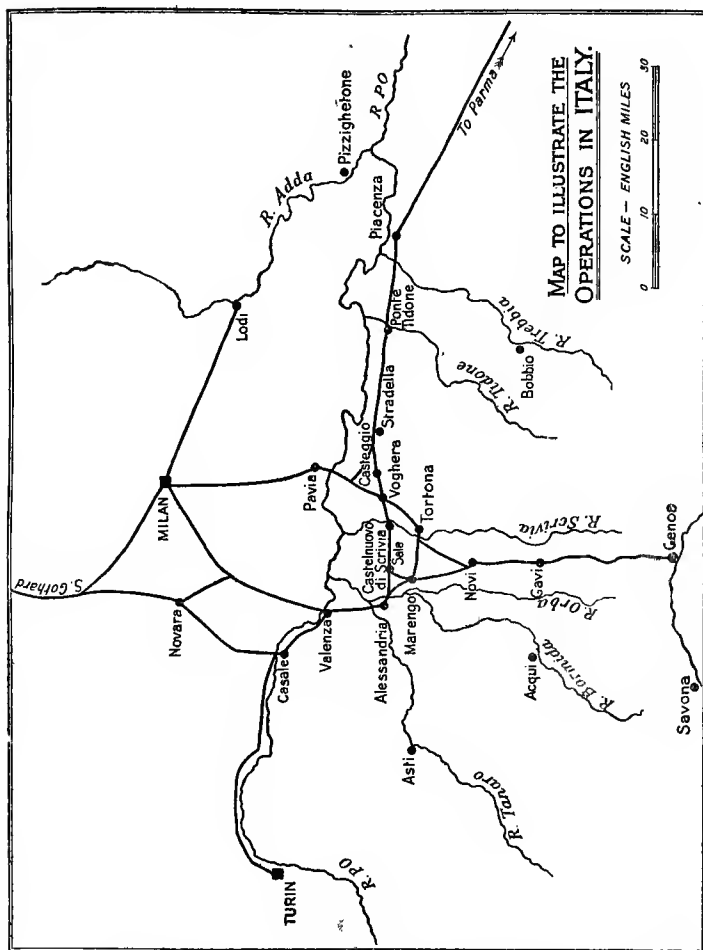 MAP TO ILLUSTRATE THE
OPERATIONS IN ITALY.
SCALE — ENGLISH MILES
0 10 20 30
S. Gothard
MILAN
Novara
Lodi
R. Adda
Pizzighetone
R PO
Piacenza
To Parma
Pavia
Casale
Valenza
TURIN
R. PO
Casteggio
Stradella
Ponte
Tidone
Voghera
Castelnuovo
di Scrivia
Sale
Tortona
Alessandria
Marengo
Asti
R. Tanaro
R. Tidone
R. Trebbia
Bobbio
R. Scrivia
Novi
Gavi
R. Orba
R. Bormida
Acqui
Genoa
Savona